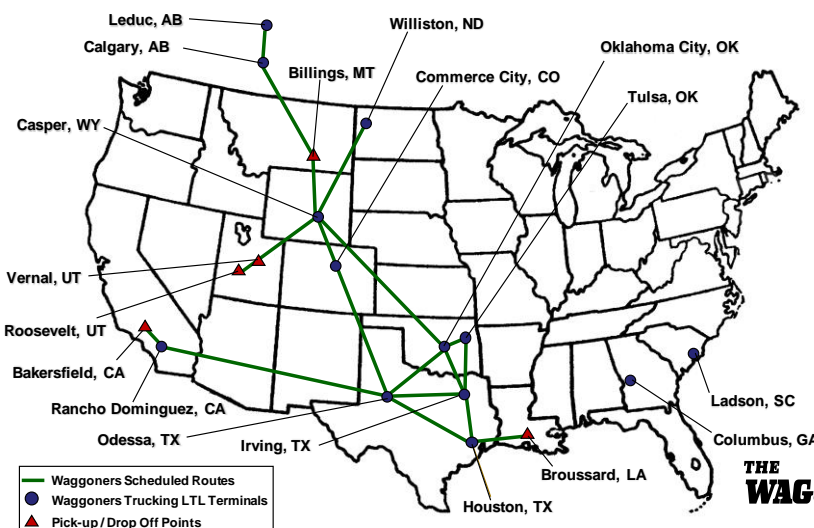 Leduc, AB
Williston, ND
Calgary, AB
Oklahoma City, OK
Billings, MT
Commerce City, CO
Tulsa, OK
Casper, WY
Vernal, UT
Roosevelt, UT
Bakersfield, CA
Rancho Dominguez, CA
Ladson, SC
Odessa, TX
Irving, TX
Columbus, GA
Broussard, LA
Houston, TX
Waggoners Scheduled Routes
Waggoners Trucking LTL Terminals
Pick-up / Drop Off Points
THE
WAG